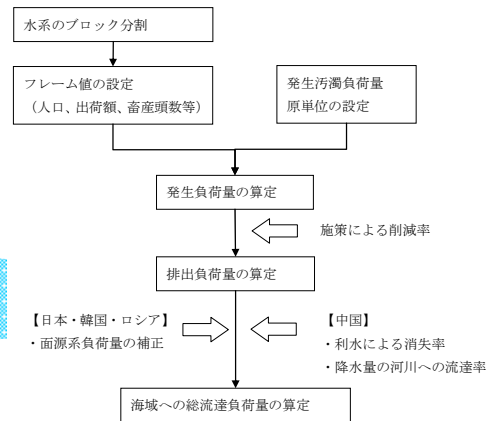 水系のブロック分割
フレーム値の設定
（人口、出荷額、畜産頭数等）
発生汚濁負荷量
原単位の設定
発生負荷量の算定
施策による削減率
排出負荷量の算定
【日本・韓国・ロシア】
・面源系負荷量の補正
【中国】
・利水による消失率
・降水量の河川への流達率
海域への総流達負荷量の算定